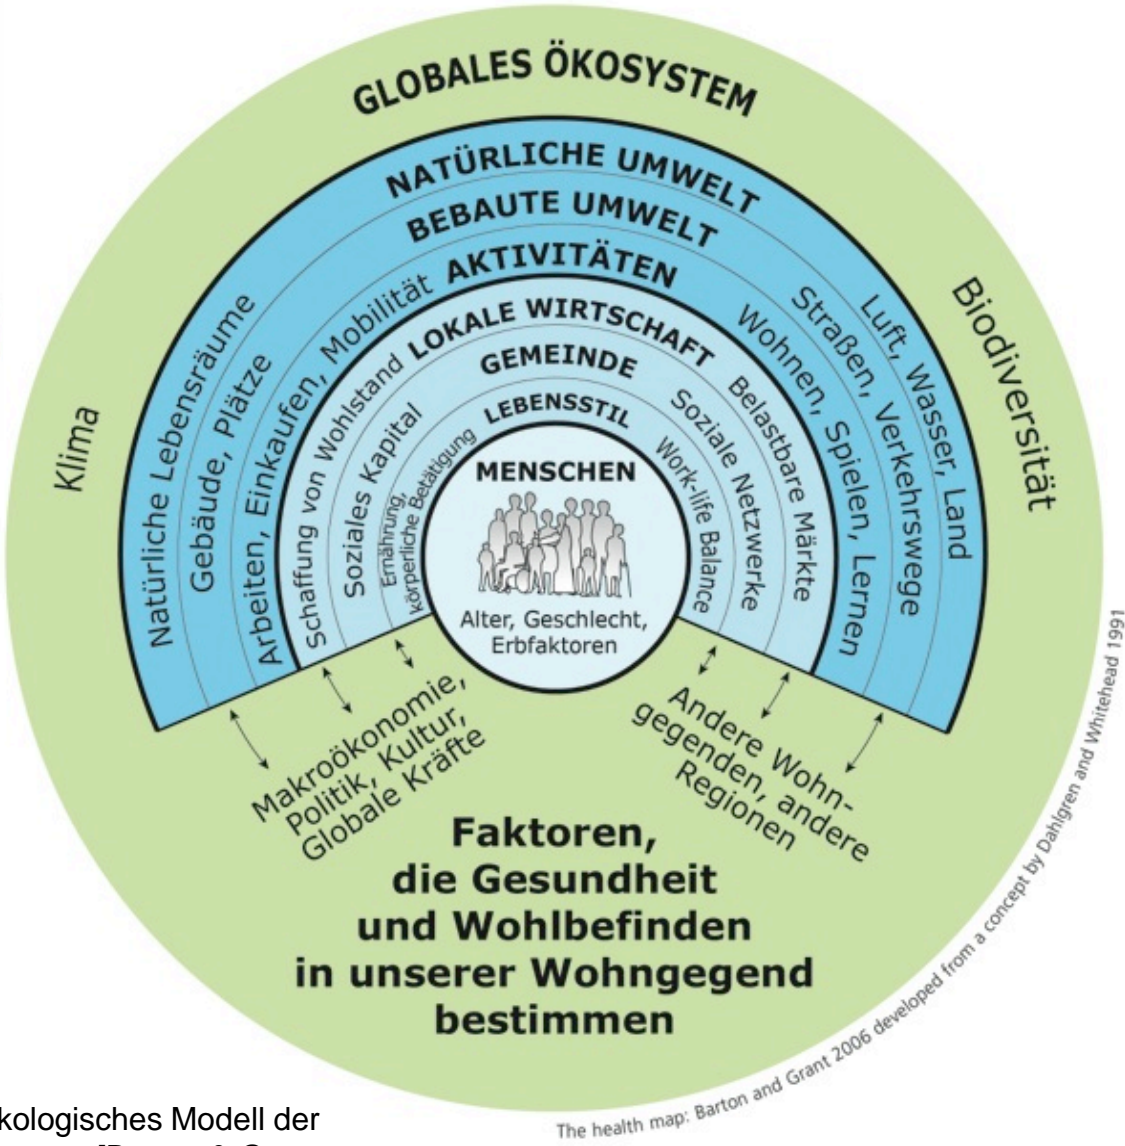 GLOBALES ÖKOSYSTEM
Klima
Biodiversität
NATÜRLICHE UMWELT
Natürliche Lebensräume
Luft, Wasser, Land
BEBAUTE UMWELT
Gebäude, Plätze
Straßen, Verkehrswege
AKTIVITÄTEN
Arbeiten, Einkaufen, Mobilität
Wohnen, Spielen, Lernen
LOKALE WIRTSCHAFT
Schaffung von Wohlstand
Belastbare Märkte
GEMEINDE
Soziales Kapital
Soziale Netzwerke
LEBENSSTIL
Ernährung,
körperliche Betätigung
Work-life Balance
MENSCHEN
Alter, Geschlecht,
Erbfaktoren
Makroökonomie,
Politik, Kultur,
Globale Kräfte
Andere Wohn-
gegenden, andere
Regionen
Faktoren,
die Gesundheit
und Wohlbefinden
in unserer Wohngegend
bestimmen
The health map: Barton and Grant 2006 developed from a concept by Dahlgren and Whitehead 1991
kologisches Modell der